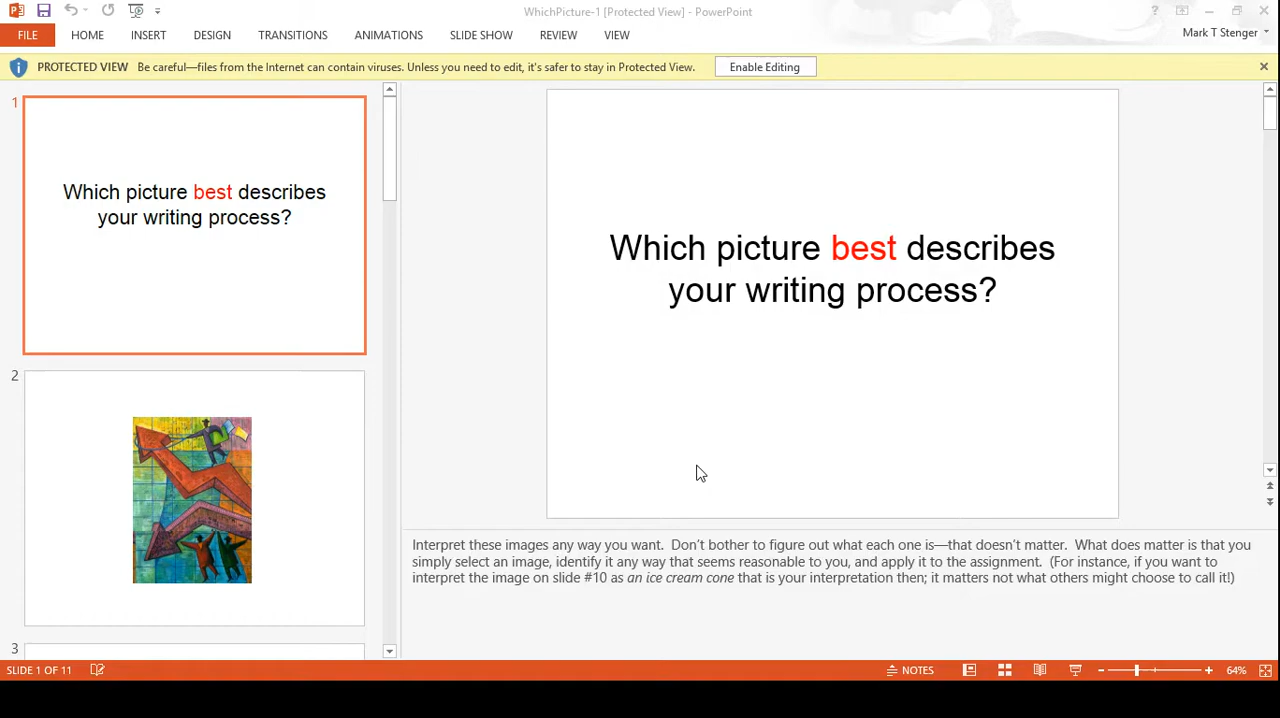 WhichPicture-1 [Protected View] - PowerPoint
?
FILE
HOME
INSERT
DESIGN
TRANSITIONS
ANIMATIONS
SLIDE SHOW
REVIEW
VIEW
Mark T Stenger
PROTECTED VIEW Be careful—files from the Internet can contain viruses. Unless you need to edit, it's safer to stay in Protected View.
Enable Editing
1
Which picture best describes
your writing process?
2
3
Which picture best describes
your writing process?
Interpret these images any way you want. Don't bother to figure out what each one is—that doesn't matter. What does matter is that you
simply select an image, identify it any way that seems reasonable to you, and apply it to the assignment. (For instance, if you want to
interpret the image on slide #10 as an ice cream cone that is your interpretation then; it matters not what others might choose to call it!)
SLIDE 1 OF 11
NOTES
64%